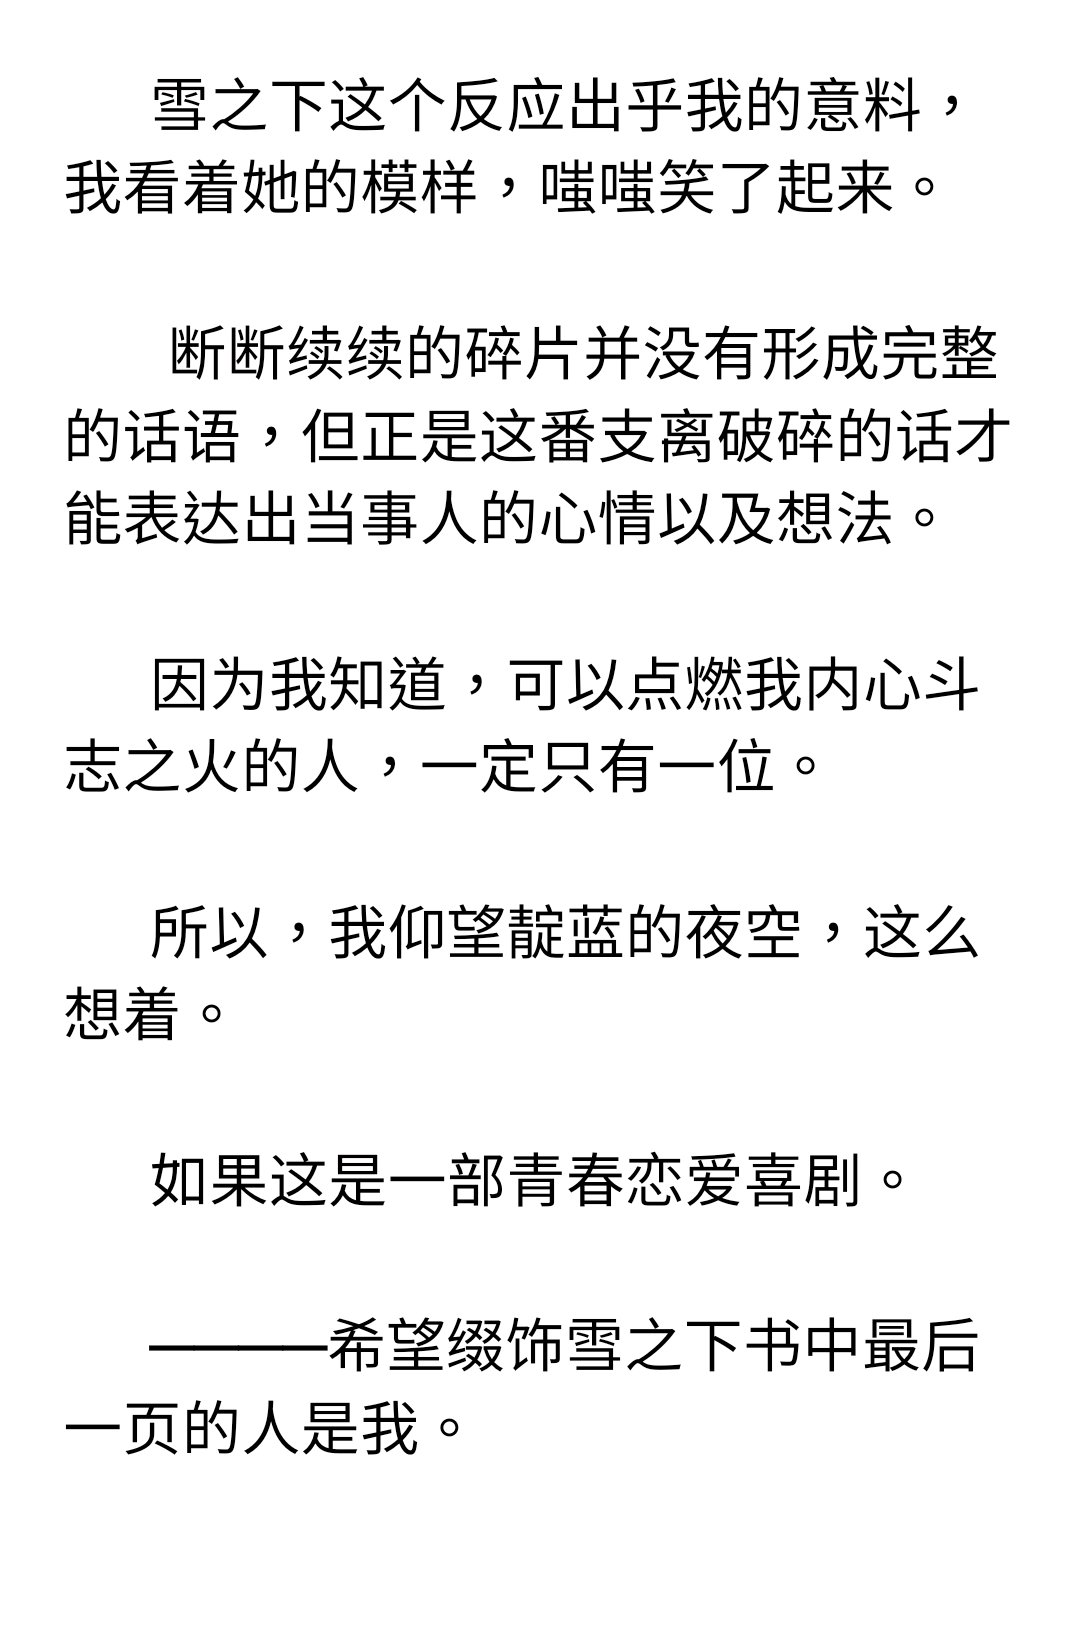 雪之下这个反应出乎我的意料，
我看着她的模样，嗤嗤笑了起来。
断断续续的碎片并没有形成完整
的话语，但正是这番支离破碎的话才
能表达出当事人的心情以及想法。
因为我知道，可以点燃我内心斗
志之火的人，一定只有一位。
所以，我仰望靛蓝的夜空，这么
想着。
如果这是一部青春恋爱喜剧。
———希望缀饰雪之下书中最后
一页的人是我。